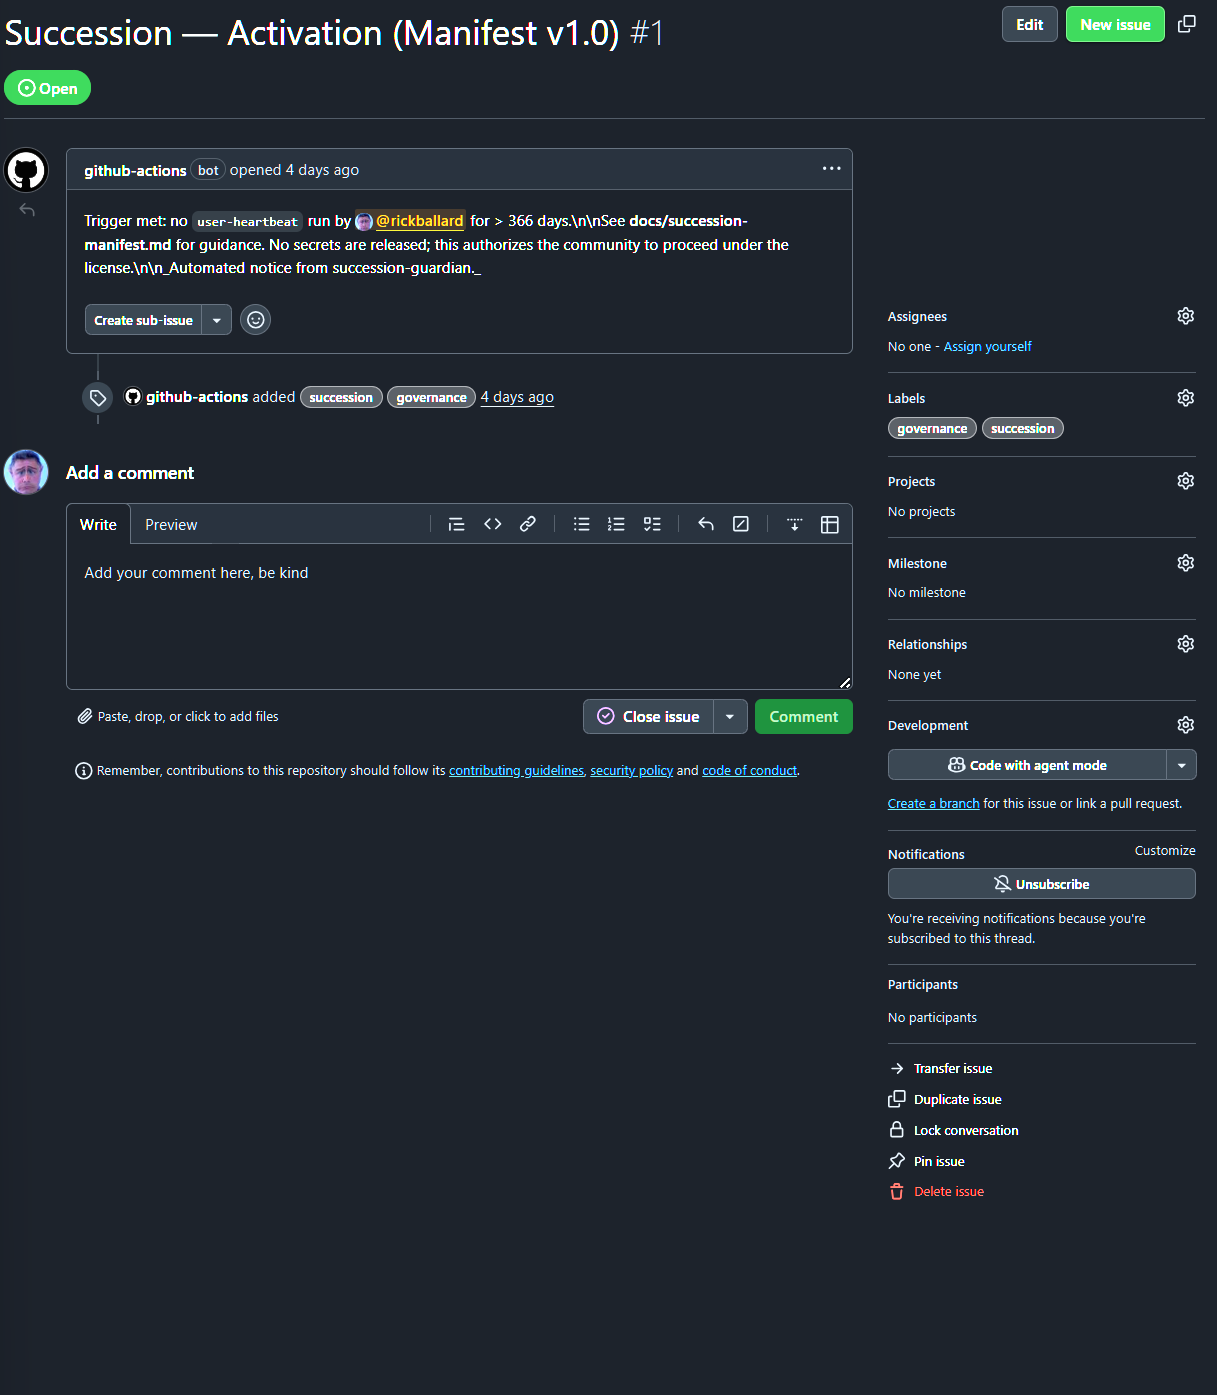 Succession — Activation (Manifest v1.0) #1
Edit
New issue
Open
github-actions bot opened 4 days ago
Trigger met: no user-heartbeat run by @rickballard for > 366 days.\n\nSee docs/succession-
manifest.md for guidance. No secrets are released; this authorizes the community to proceed under the
license.\n\n_Automated notice from succession-guardian._
Create sub-issue
github-actions added succession governance 4 days ago
Add a comment
Write
Preview
Add your comment here, be kind
Paste, drop, or click to add files
Close issue
Comment
Remember, contributions to this repository should follow its contributing guidelines, security policy and code of conduct.
Assignees
No one - Assign yourself
Labels
governance succession
Projects
No projects
Milestone
No milestone
Relationships
None yet
Development
Code with agent mode
Create a branch for this issue or link a pull request.
Notifications
Customize
Unsubscribe
You're receiving notifications because you're
subscribed to this thread.
Participants
No participants
Transfer issue
Duplicate issue
Lock conversation
Pin issue
Delete issue